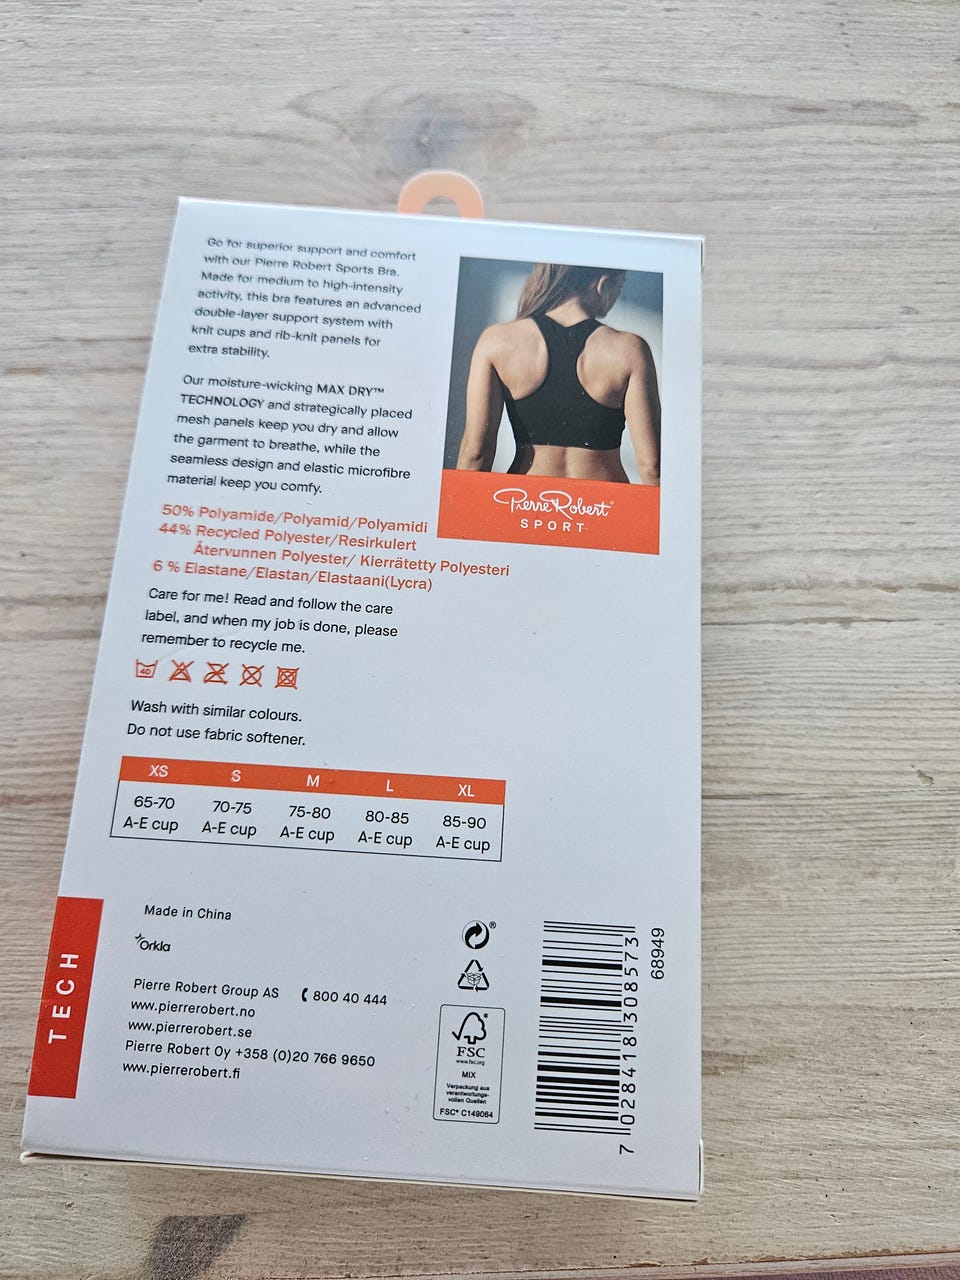 Go for superior support and comfort
with our Pierre Robert Sports Bra.
Made for medium to high-intensity
activity, this bra features an advanced
double-layer support system with
knit cups and rib-knit panels for
extra stability.
Our moisture-wicking MAX DRY™
TECHNOLOGY and strategically placed
mesh panels keep you dry and allow
the garment to breathe, while the
seamless design and elastic microfibre
material keep you comfy.
Pierre Robert®
SPORT
50% Polyamide/Polyamid/Polyamidi
44% Recycled Polyester/Resirkulert
Återvunnen Polyester/ Kierrätetty Polyesteri
6 % Elastane/Elastan/Elastaani(Lycra)
Care for me! Read and follow the care
label, and when my job is done, please
remember to recycle me.
40
Wash with similar colours.
Do not use fabric softener.
XS S M L XL
65-70 70-75 75-80 80-85 85-90
A-E cup A-E cup A-E cup A-E cup A-E cup
TECH
Made in China
Orkla
Pierre Robert Group AS 800 40 444
www.pierrerobert.no
www.pierrerobert.se
Pierre Robert Oy +358 (0)20 766 9650
www.pierrerobert.fi
®
FSC®
www.fsc.org
MIX
Verpackung aus
verantwortungs-
vollen Quellen
FSC® C149064
7 028418 308573
68949